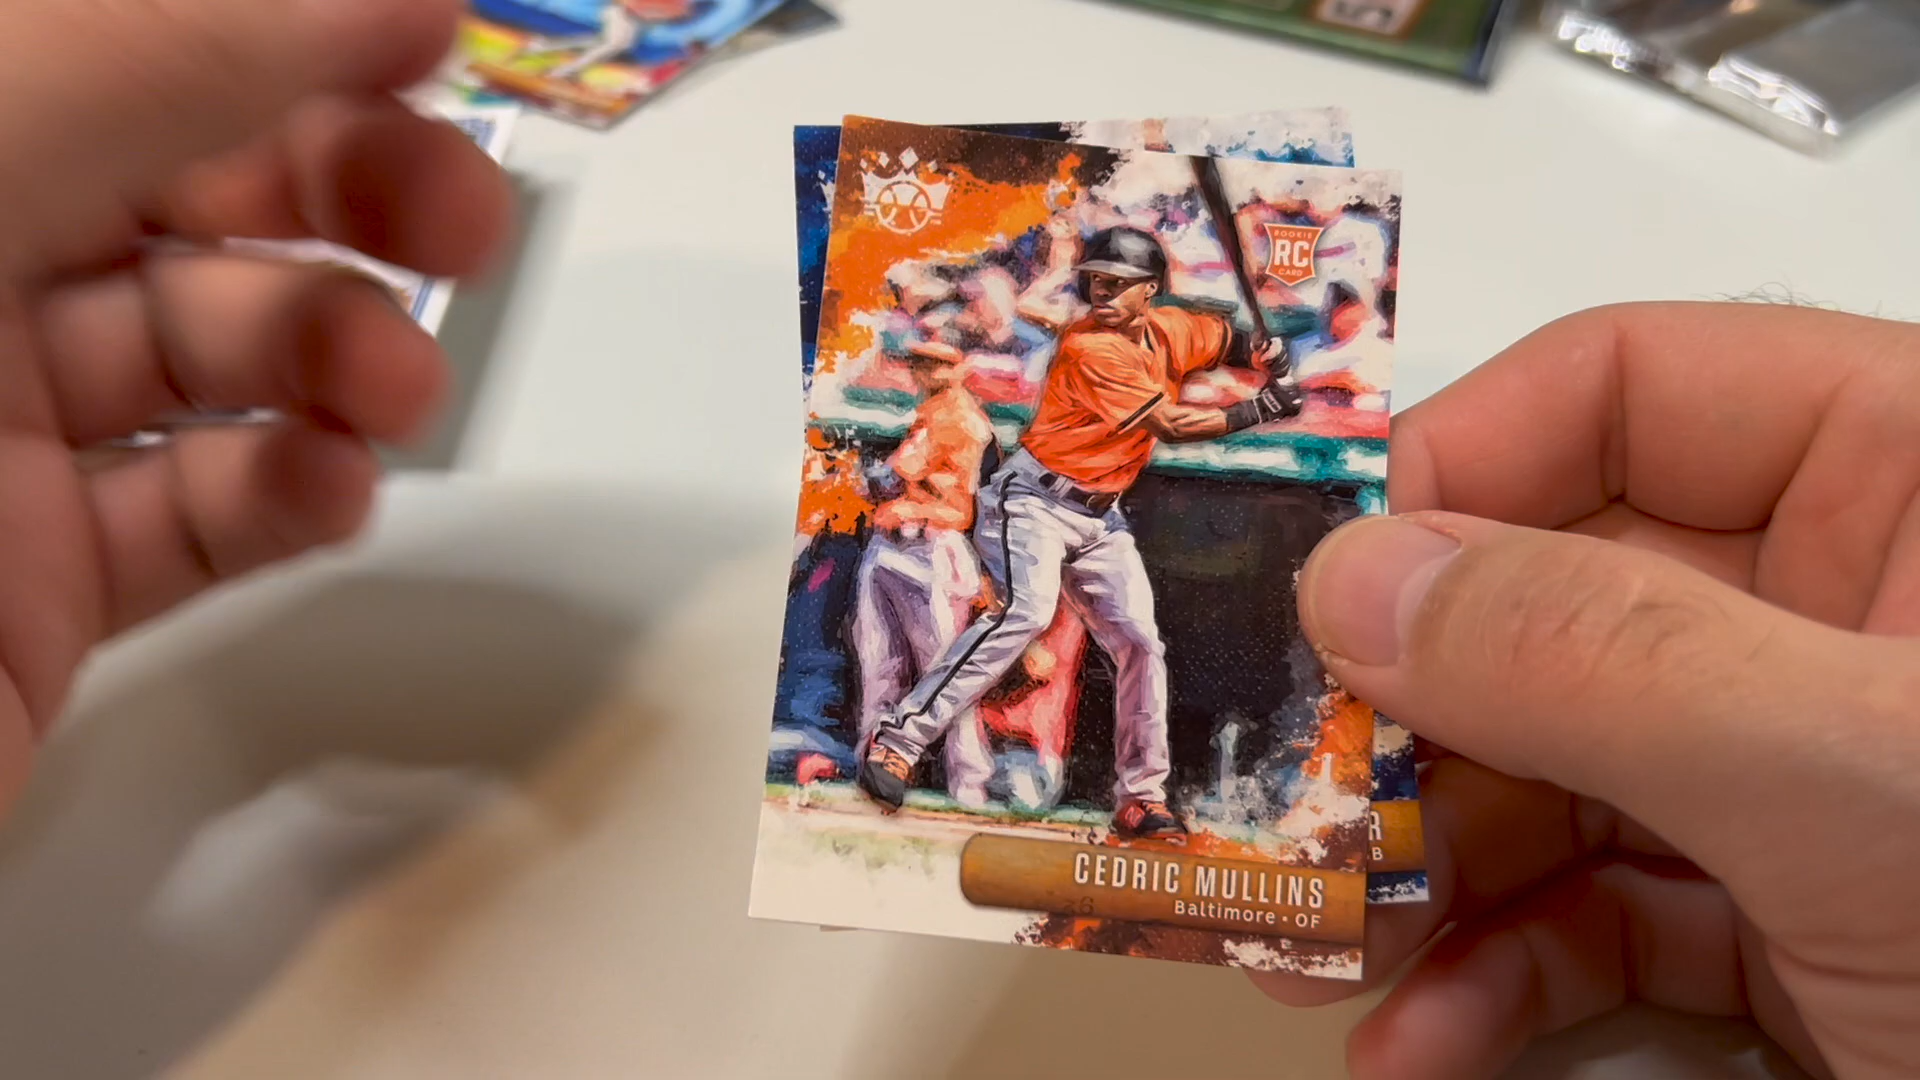 ROOKIE
RC
CARD
CEDRIC MULLINS
Baltimore • OF
R
B